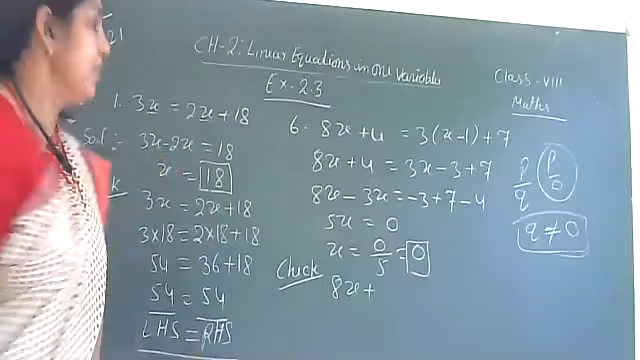 21
CH-2: Linear Equations in one Variable
Ex-2.3
Class-VIII
Maths
1. 3x = 2x+18
Sol:- 3x-2x = 18
x = 18
3x = 2x+18
3×18 = 2×18+18
54 = 36+18
54 = 54
LHS = RHS
6. 8x+4 = 3(x-1)+7
8x+4 = 3x-3+7
8x-3x = -3+7-4
5x = 0
x = 0/5 = 0
Check
8x+
p/q p/0
q≠0